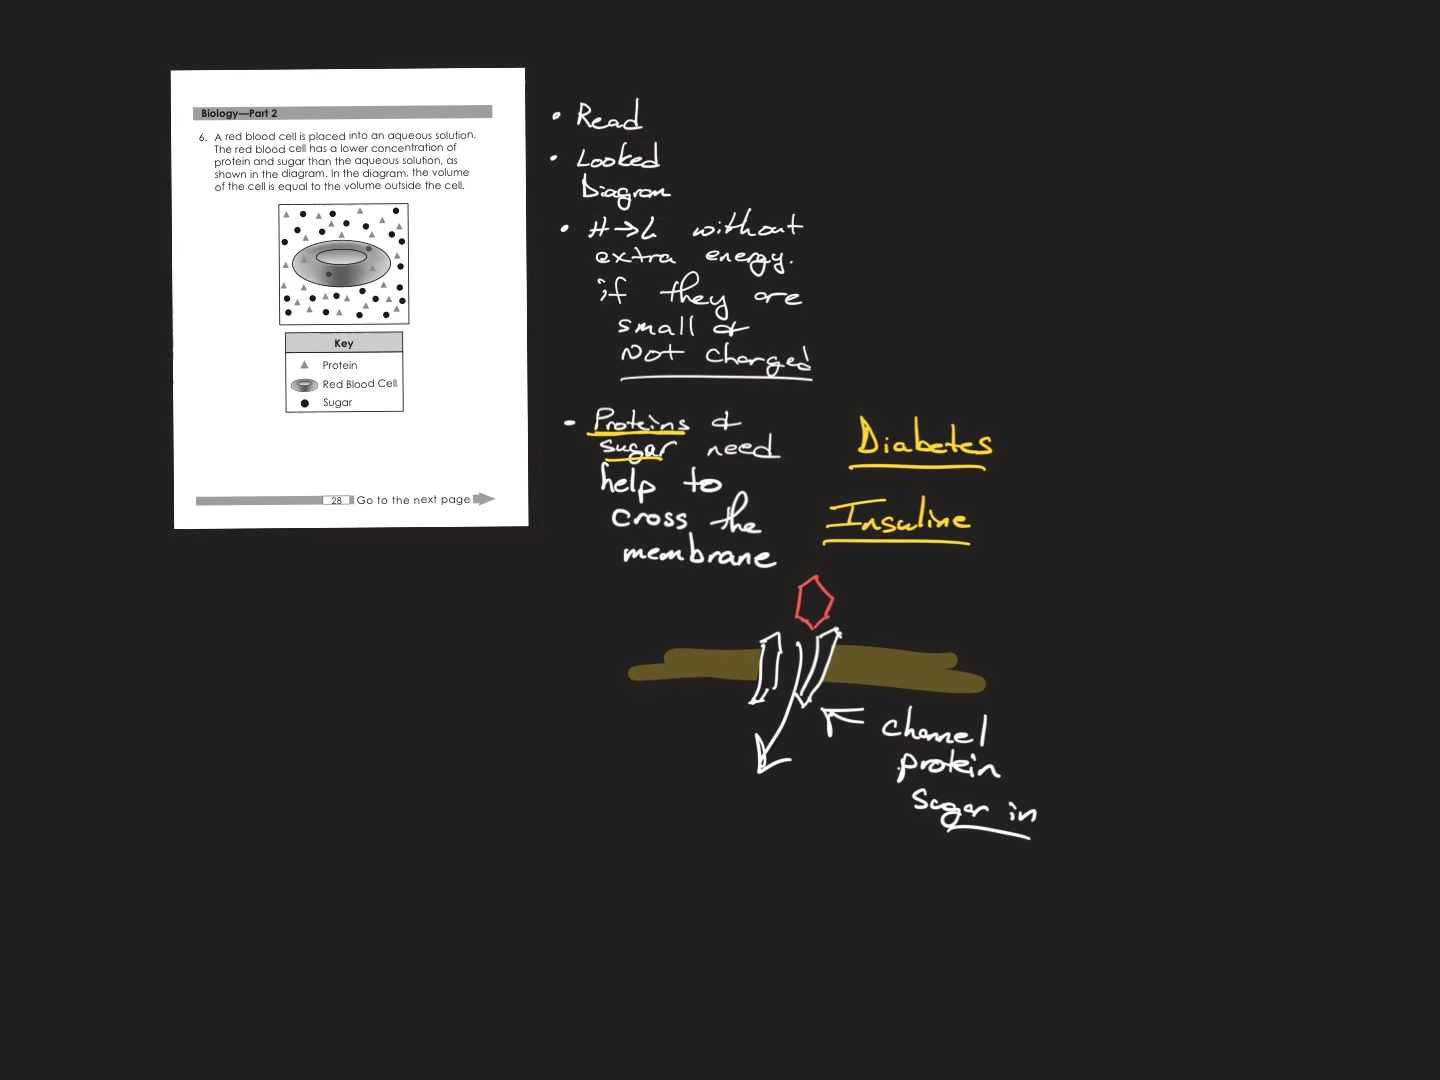 Biology—Part 2
6. A red blood cell is placed into an aqueous solution.
The red blood cell has a lower concentration of
protein and sugar than the aqueous solution, as
shown in the diagram. In the diagram, the volume
of the cell is equal to the volume outside the cell.
Key
Protein
Red Blood Cell
Sugar
28 Go to the next page
• Read
• Looked
Diagram
• H→L without
extra energy.
if they are
small &
Not charged
• Proteins &
sugar need
help to
cross the
membrane
Diabetes
Insuline
channel
protein
Sugar in